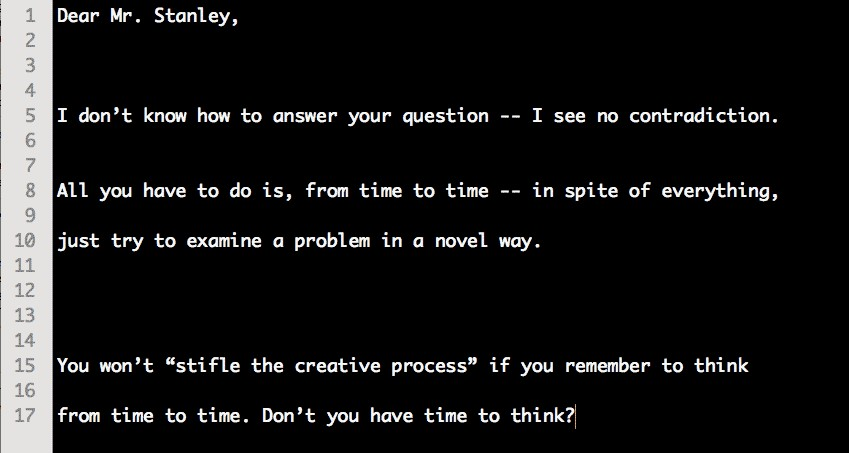 1 Dear Mr. Stanley,
2
3
4
5 I don’t know how to answer your question -- I see no contradiction.
6
7
8 All you have to do is, from time to time -- in spite of everything,
9
10 just try to examine a problem in a novel way.
11
12
13
14
15 You won’t “stifle the creative process” if you remember to think
16
17 from time to time. Don’t you have time to think?